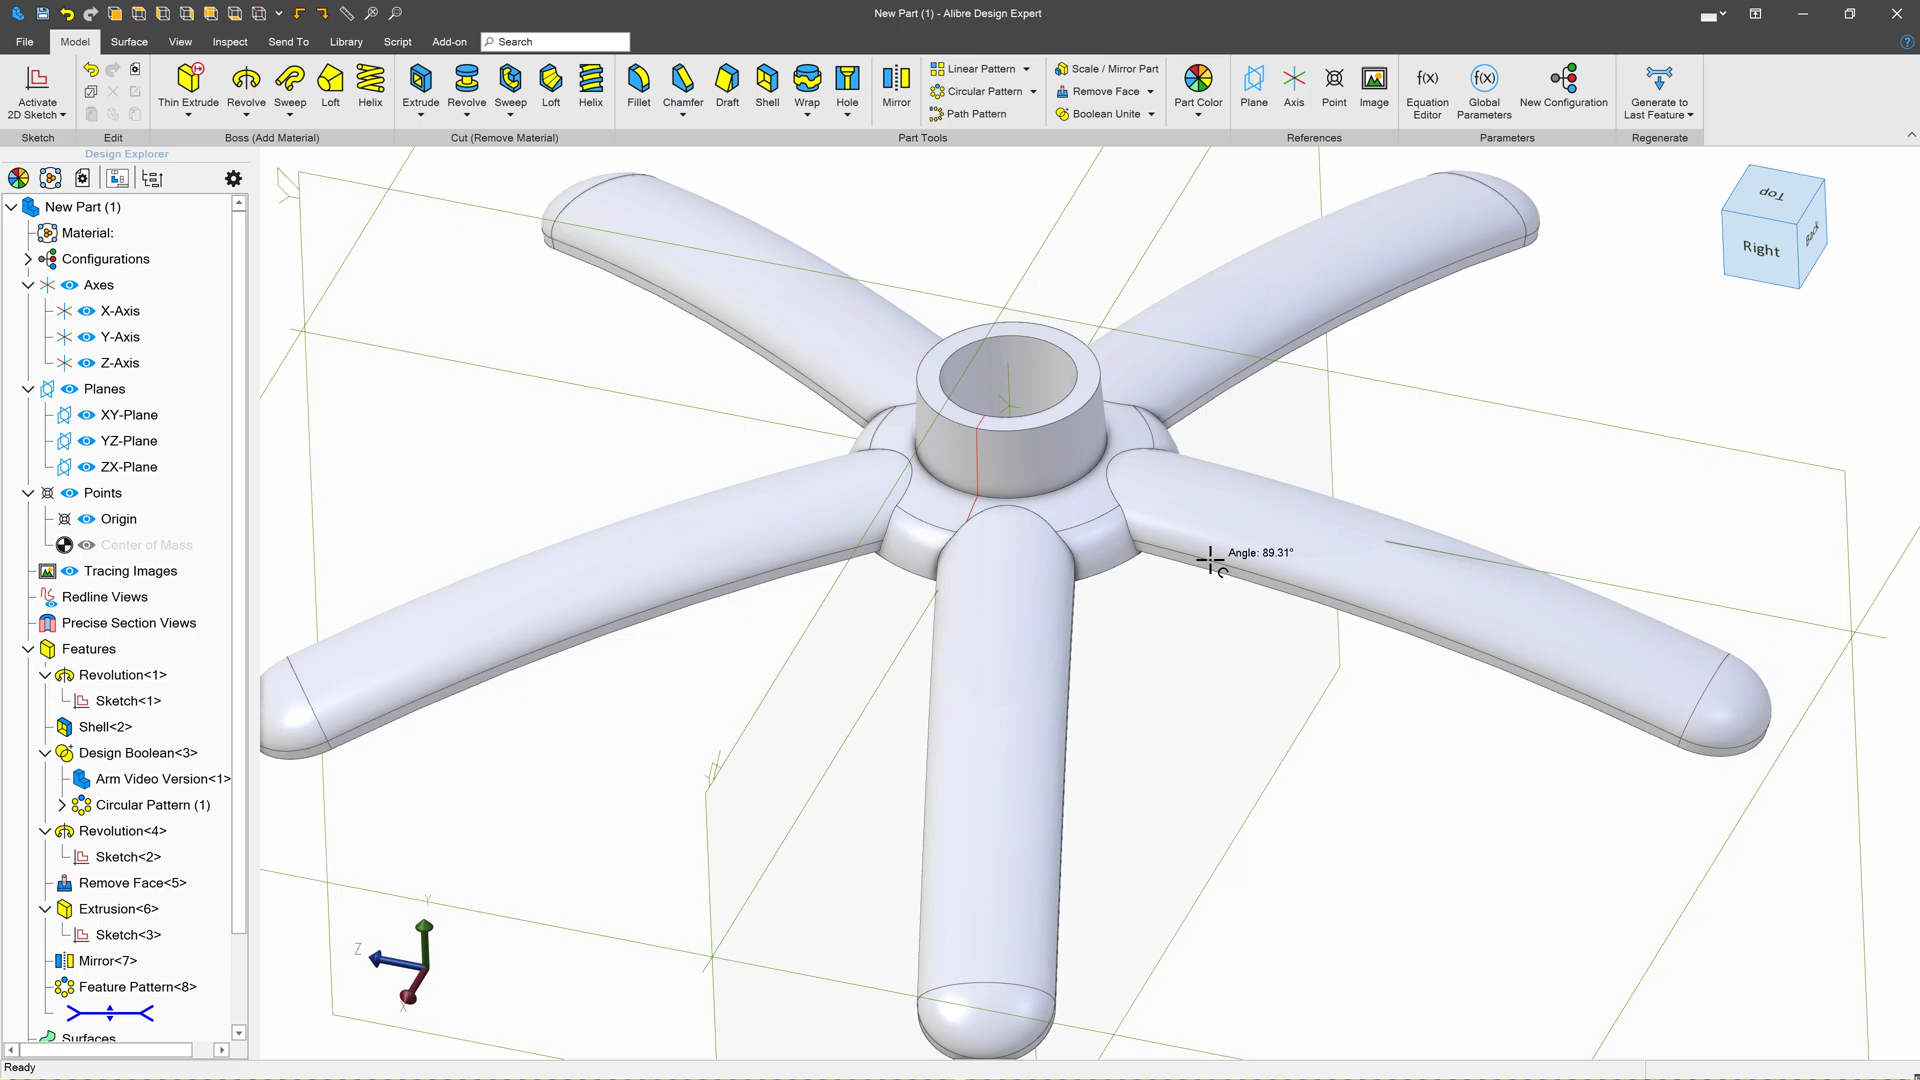 New Part (1) - Alibre Design Expert
File Model Surface View Inspect Send To Library Script Add-on Search
Activate 2D Sketch
Thin Extrude Revolve Sweep Loft Helix
Extrude Revolve Sweep Loft Helix
Fillet Chamfer Draft Shell Wrap Hole
Mirror
Linear Pattern
Circular Pattern
Path Pattern
Scale / Mirror Part
Remove Face
Boolean Unite
Part Color
Plane Axis Point Image
Equation Editor
Global Parameters
New Configuration
Generate to Last Feature
Sketch Edit Boss (Add Material) Cut (Remove Material) Part Tools References Parameters Regenerate
Design Explorer
New Part (1)
Material:
Configurations
Axes
X-Axis
Y-Axis
Z-Axis
Planes
XY-Plane
YZ-Plane
ZX-Plane
Points
Origin
Center of Mass
Tracing Images
Redline Views
Precise Section Views
Features
Revolution<1>
Sketch<1>
Shell<2>
Design Boolean<3>
Arm Video Version<1>
Circular Pattern (1)
Revolution<4>
Sketch<2>
Remove Face<5>
Extrusion<6>
Sketch<3>
Mirror<7>
Feature Pattern<8>
Surfaces
Top
Right
Back
Angle: 89.31°
Y
Z
X
Ready